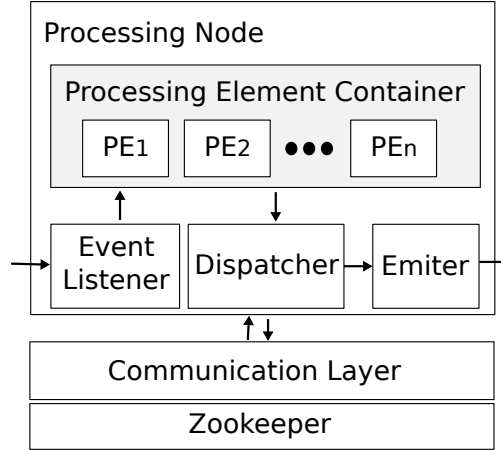 Processing Node
Processing Element Container
PE1 PE2 ●●● PEn
Event
Listener
Dispatcher
Emiter
Communication Layer
Zookeeper